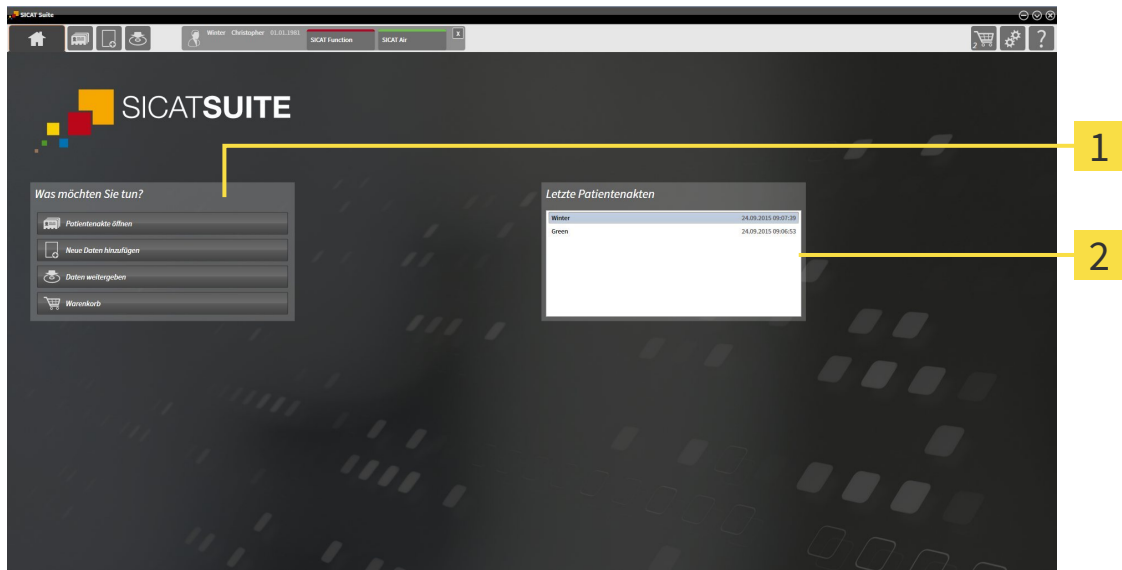 SICAT Suite
Winter Christopher 01.01.1961
SICAT Function
SICAT Air
X
2
?
SICATSUITE
1
Was möchten Sie tun?
Patientenakte öffnen
Neue Daten hinzufügen
Daten weitergeben
Warenkorb
Letzte Patientenakten
Winter 24.09.2015 09:07:39
Green 24.09.2015 09:06:53
2